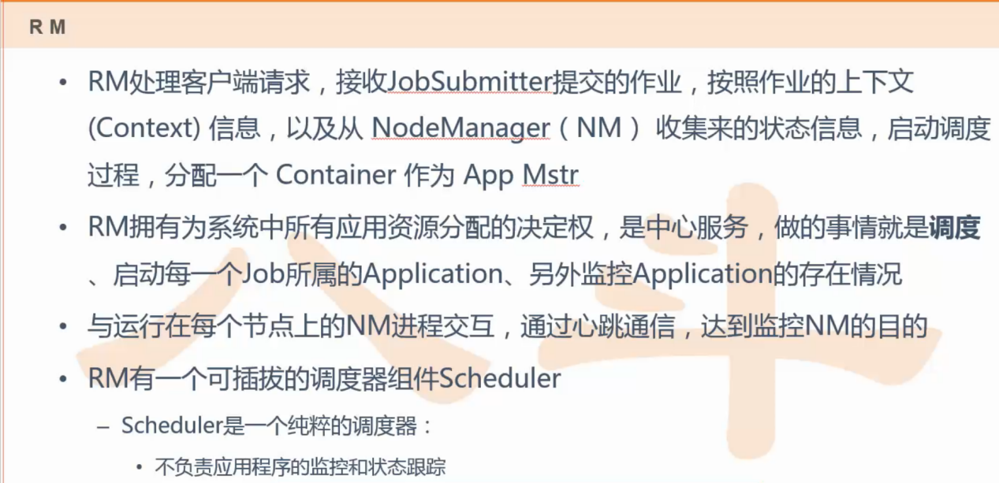 RM
• RM处理客户端请求，接收JobSubmitter提交的作业，按照作业的上下文
(Context) 信息，以及从 NodeManager（ NM ） 收集来的状态信息，启动调度
过程，分配一个 Container 作为 App Mstr
• RM拥有为系统中所有应用资源分配的决定权，是中心服务，做的事情就是调度
、启动每一个Job所属的Application、另外监控Application的存在情况
• 与运行在每个节点上的NM进程交互，通过心跳通信，达到监控NM的目的
• RM有一个可插拔的调度器组件Scheduler
– Scheduler是一个纯粹的调度器：
• 不负责应用程序的监控和状态跟踪
八斗